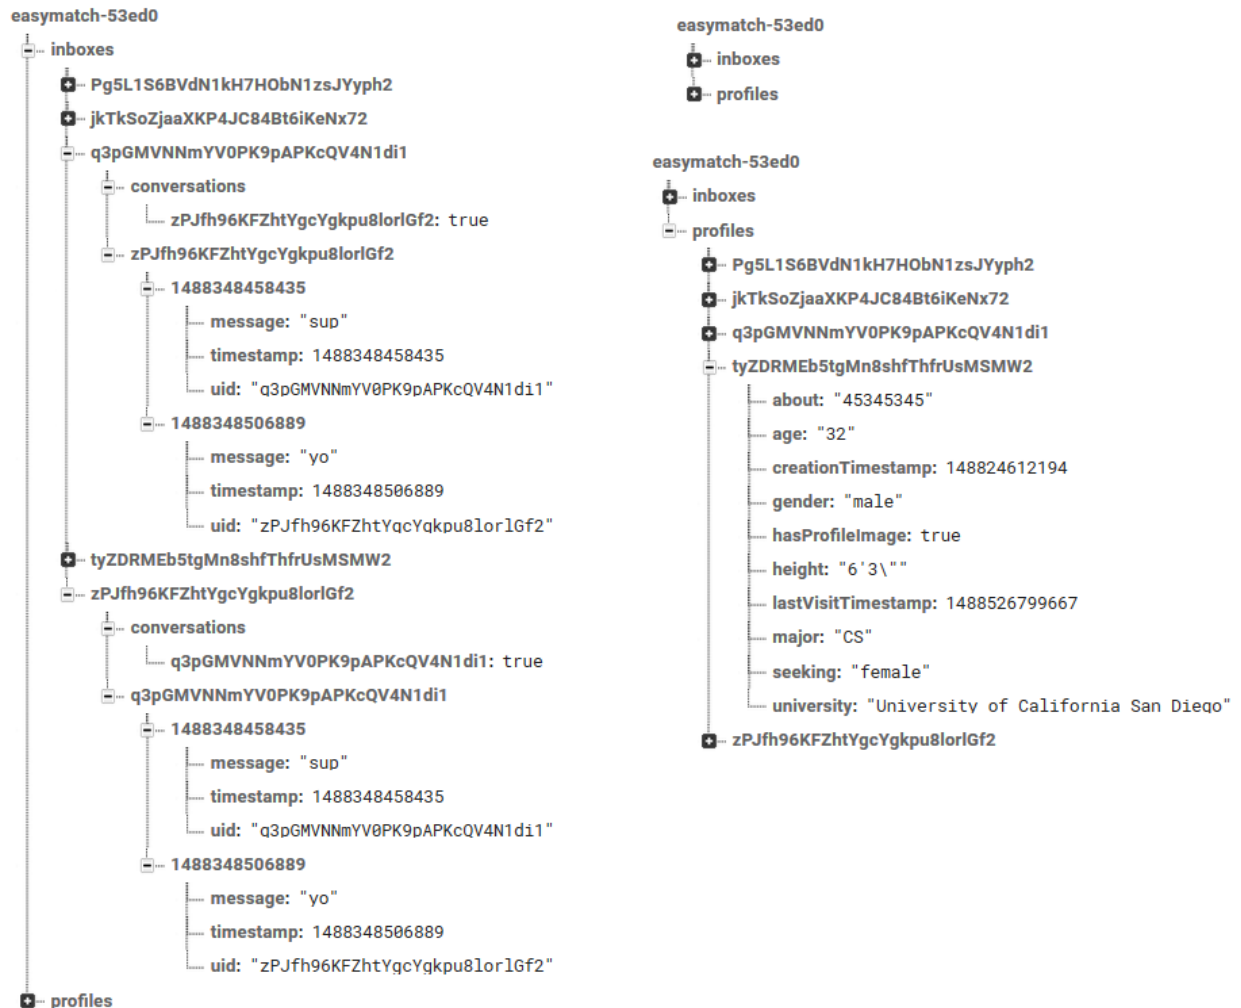 easymatch-53ed0
inboxes
Pg5L1S6BVdN1kH7HObN1zsJYyph2
jkTkSoZjaaXKP4JC84Bt6iKeNx72
q3pGMVNNmYV0PK9pAPKcQV4N1di1
conversations
zPJfh96KFZhtYgcYgkpu8lorlGf2: true
zPJfh96KFZhtYgcYgkpu8lorlGf2
1488348458435
message: "sup"
timestamp: 1488348458435
uid: "q3pGMVNNmYV0PK9pAPKcQV4N1di1"
1488348506889
message: "yo"
timestamp: 1488348506889
uid: "zPJfh96KFZhtYgcYgkpu8lorlGf2"
tyZDRMEb5tgMn8shfThfrUsMSMW2
zPJfh96KFZhtYgcYgkpu8lorlGf2
conversations
q3pGMVNNmYV0PK9pAPKcQV4N1di1: true
q3pGMVNNmYV0PK9pAPKcQV4N1di1
1488348458435
message: "sup"
timestamp: 1488348458435
uid: "q3pGMVNNmYV0PK9pAPKcQV4N1di1"
1488348506889
message: "yo"
timestamp: 1488348506889
uid: "zPJfh96KFZhtYgcYgkpu8lorlGf2"
profiles
easymatch-53ed0
inboxes
profiles
easymatch-53ed0
inboxes
profiles
Pg5L1S6BVdN1kH7HObN1zsJYyph2
jkTkSoZjaaXKP4JC84Bt6iKeNx72
q3pGMVNNmYV0PK9pAPKcQV4N1di1
tyZDRMEb5tgMn8shfThfrUsMSMW2
about: "45345345"
age: "32"
creationTimestamp: 148824612194
gender: "male"
hasProfileImage: true
height: "6'3\""
lastVisitTimestamp: 1488526799667
major: "CS"
seeking: "female"
university: "University of California San Diego"
zPJfh96KFZhtYgcYgkpu8lorlGf2